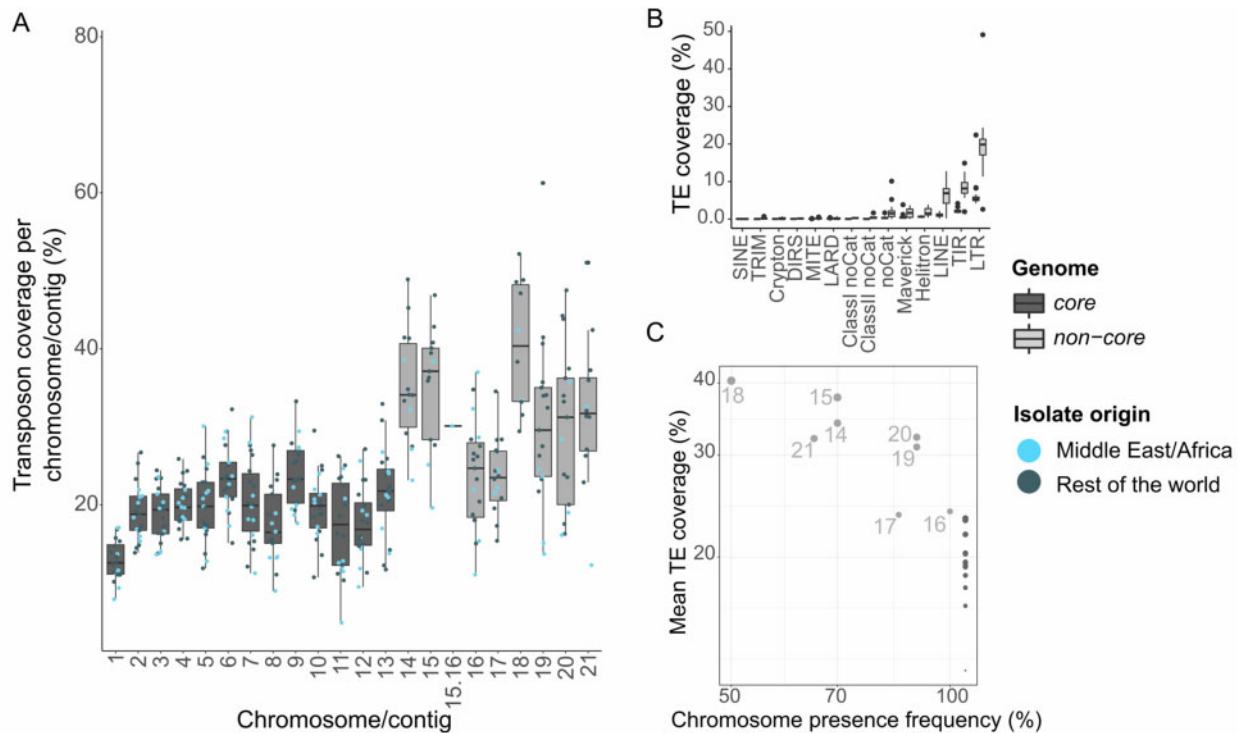 A
Transposon coverage per
chromosome/contig
(%)
80
60
40
20
1
2
3
4
5
6
7
8
9
10
11
12
13
14
15
15.16
16
17
18
19
20
21
Chromosome/contig
B
TE coverage (%)
50
40
30
20
10
0.0
SINE
TRIM
Crypton
DIRS
MITE
LARD
ClassI noCat
ClassII noCat
noCat
Maverick
Helitron
LINE
TIR
LTR
Genome
core
non-core
Isolate origin
Middle East/Africa
Rest of the world
C
Mean TE coverage (%)
40
30
20
18
15
14
21
20
19
17
16
50
70
100
Chromosome presence frequency (%)